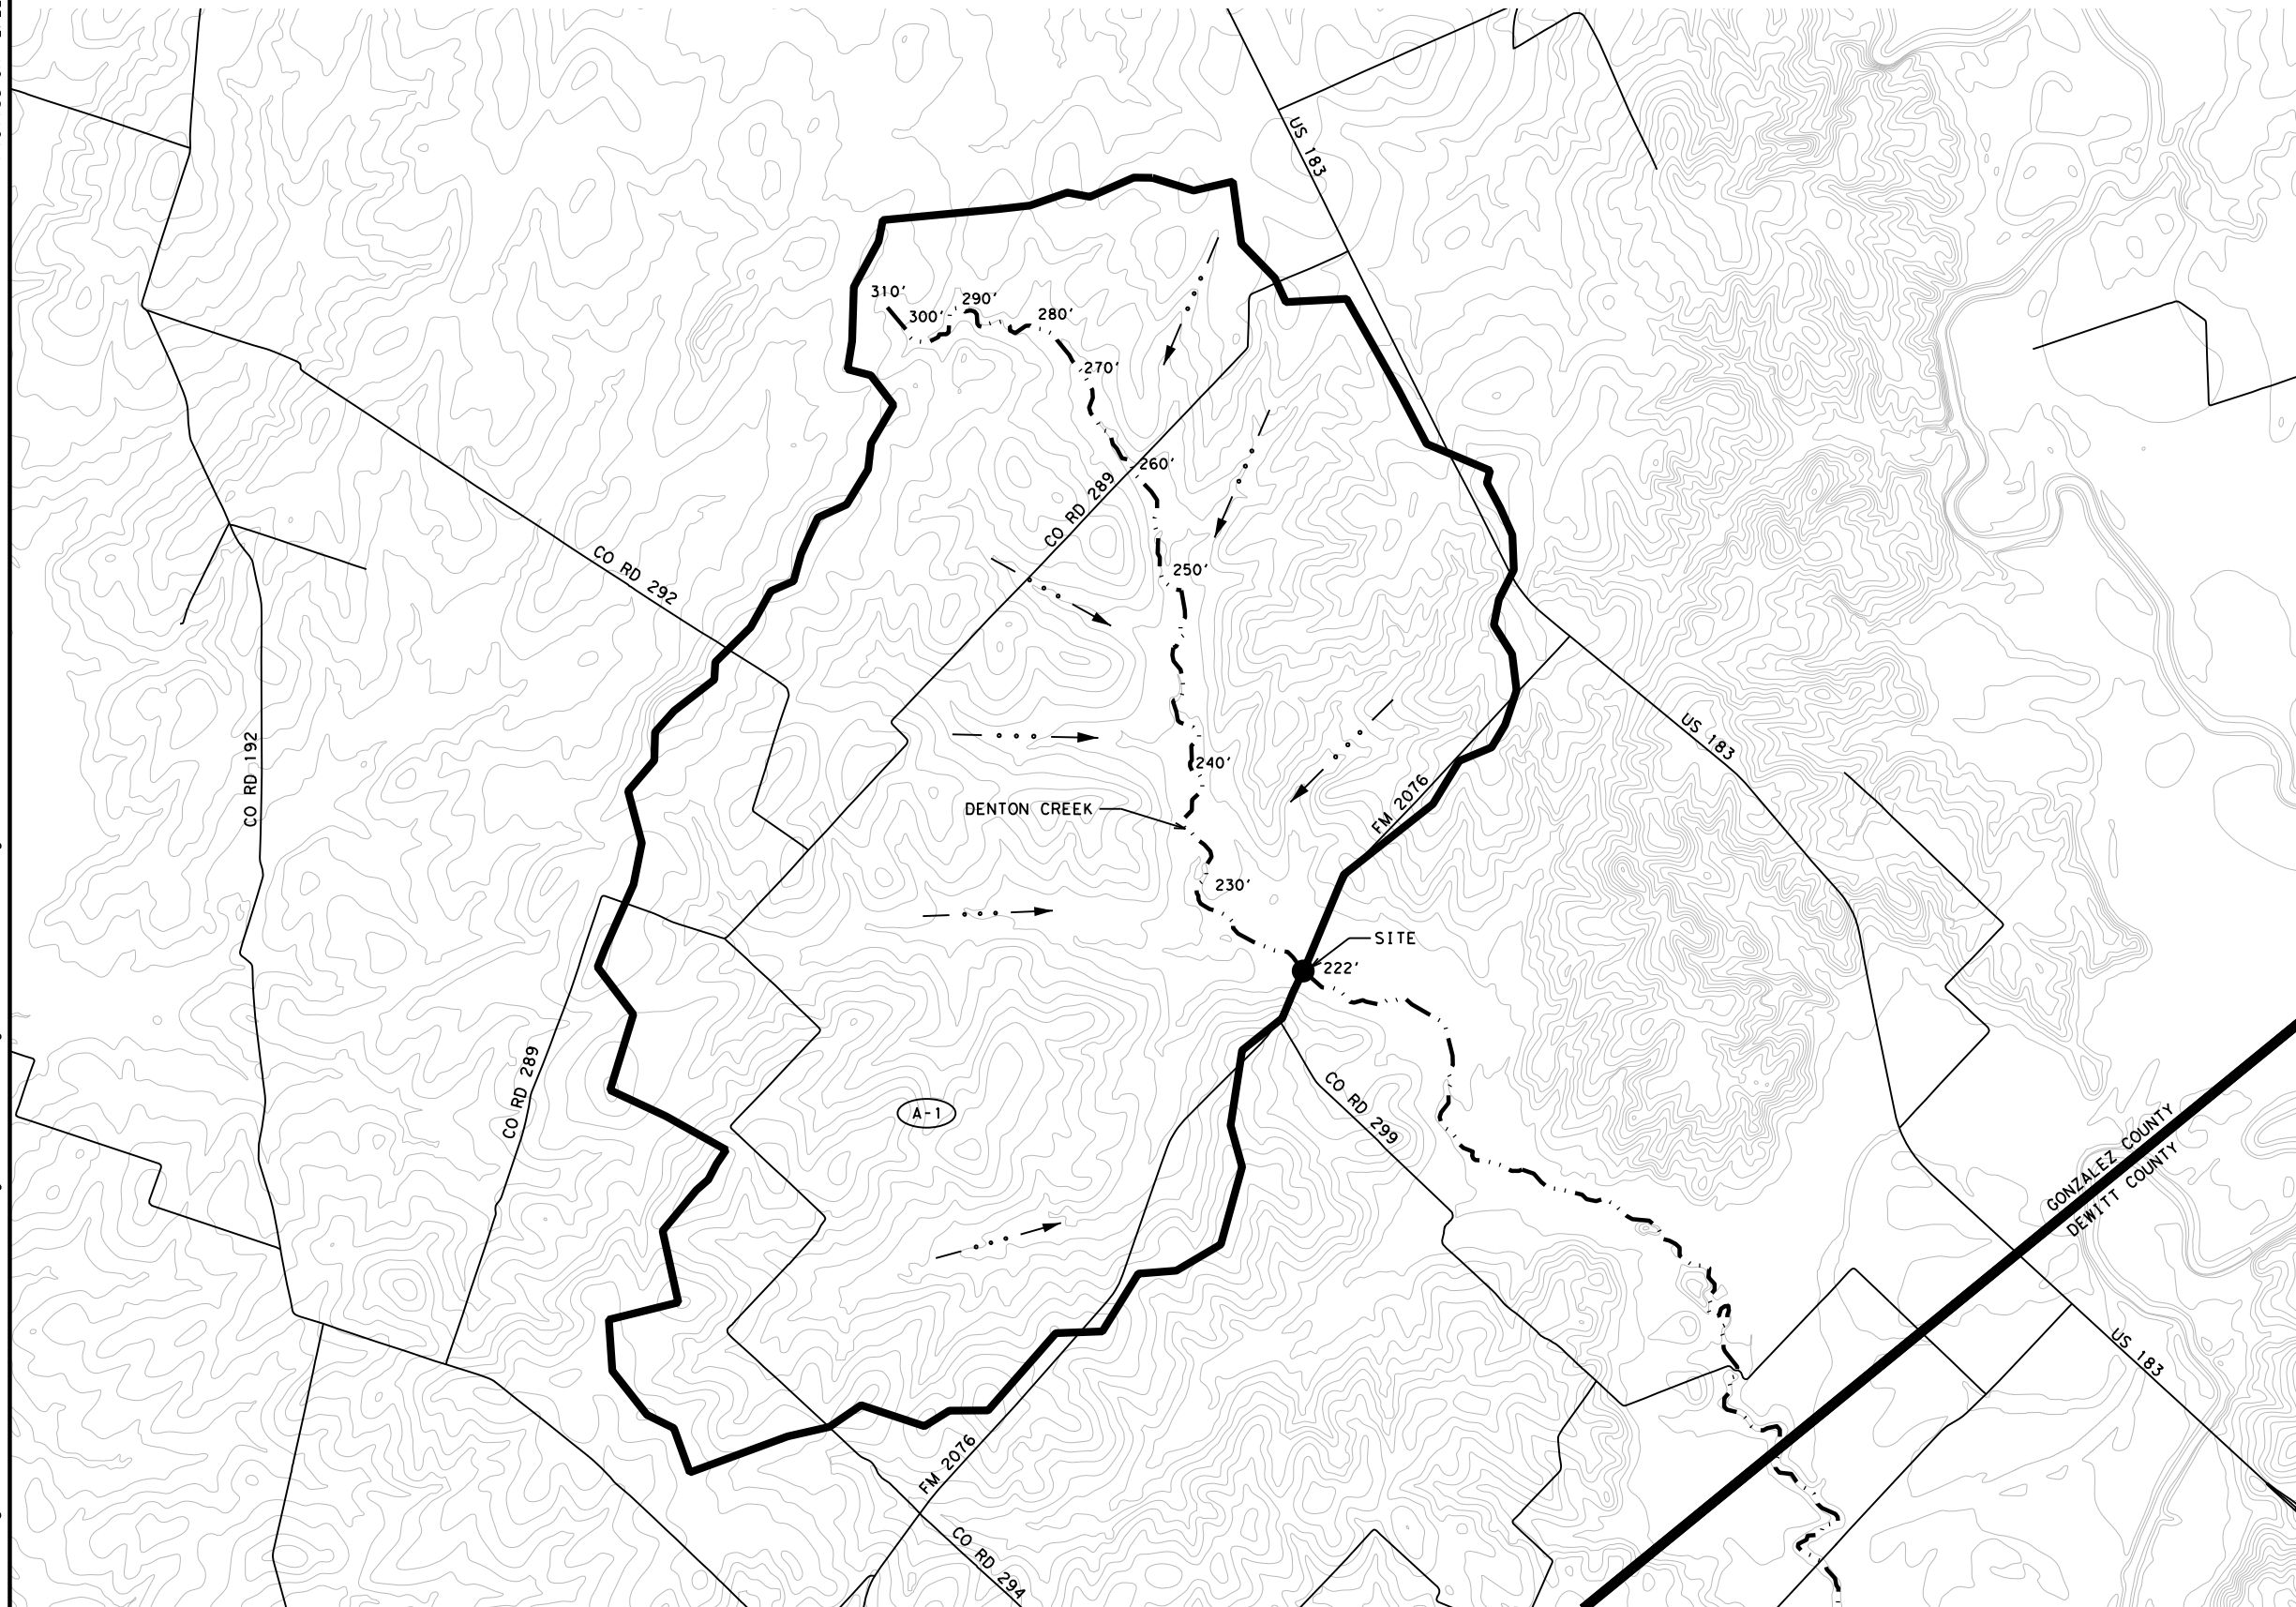 US 183
310'
300'
290'
280'
270'
260'
CO RD 289
250'
CO RD 292
CO RD 192
240'
US 183
DENTON CREEK
FM 2076
230'
SITE
222'
CO RD 289
A-1
CO RD 299
GONZALEZ COUNTY
DEWITT COUNTY
US 183
FM 2076
CO RD 294